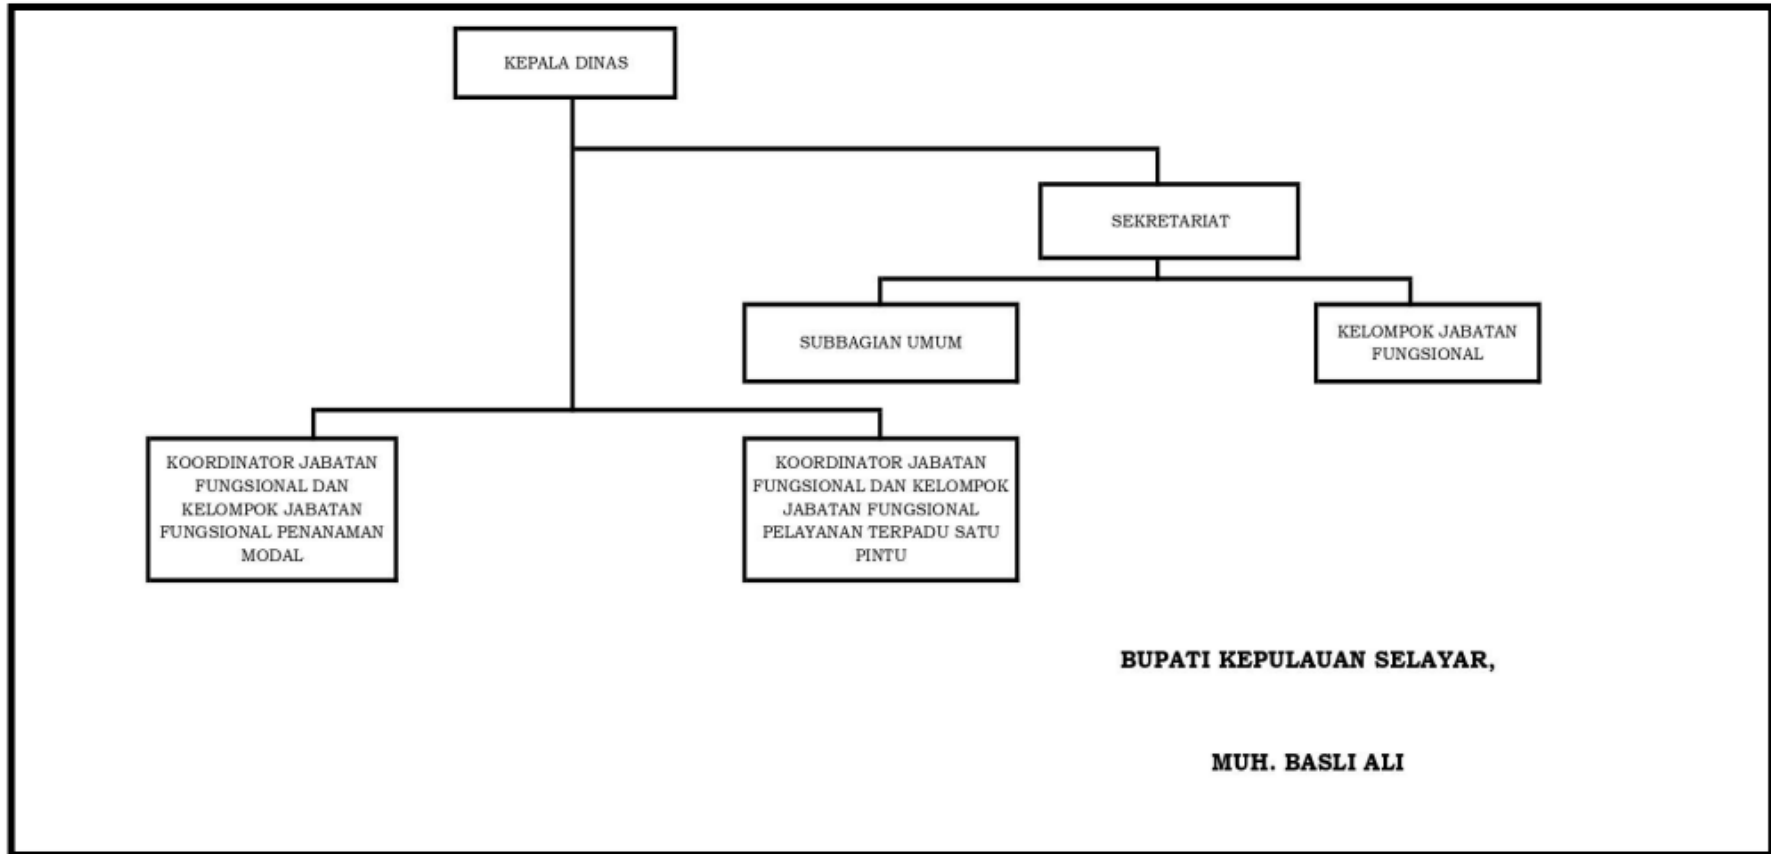 KEPALA DINAS
SEKRETARIAT
SUBBAGIAN UMUM
KELOMPOK JABATAN
FUNGSIONAL
KOORDINATOR JABATAN
FUNGSIONAL DAN
KELOMPOK JABATAN
FUNGSIONAL PENANAMAN
MODAL
KOORDINATOR JABATAN
FUNGSIONAL DAN KELOMPOK
JABATAN FUNGSIONAL
PELAYANAN TERPADU SATU
PINTU
BUPATI KEPULAUAN SELAYAR,
MUH. BASLI ALI